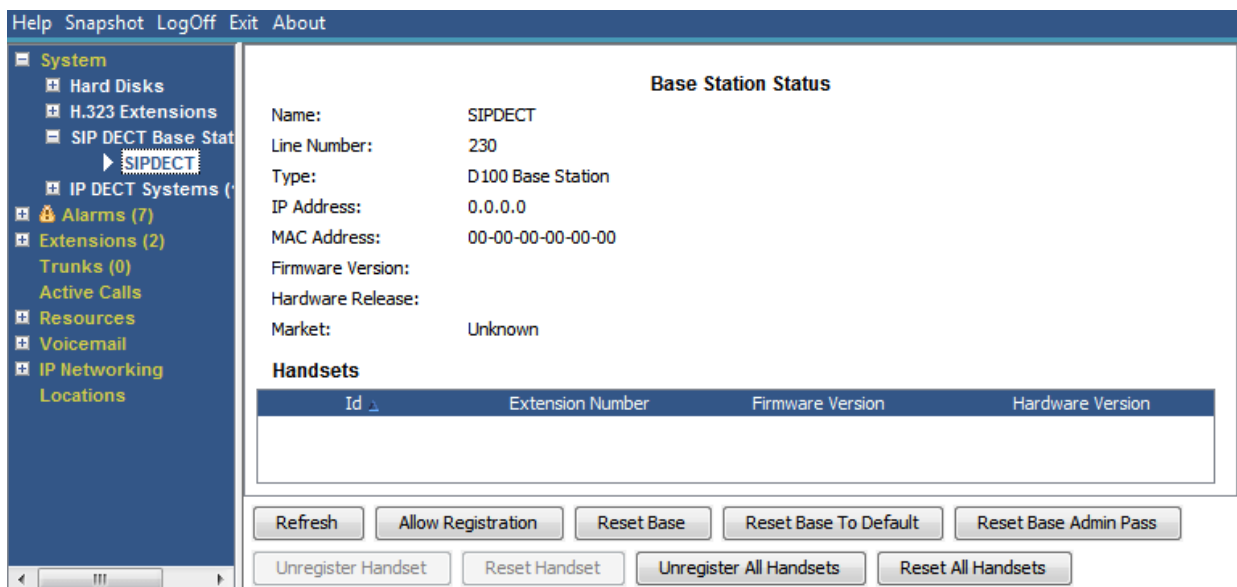 Help Snapshot LogOff Exit About
System
Hard Disks
H.323 Extensions
SIP DECT Base Stat
SIPDECT
IP DECT Systems (
Alarms (7)
Extensions (2)
Trunks (0)
Active Calls
Resources
Voicemail
IP Networking
Locations
Base Station Status
Name: SIPDECT
Line Number: 230
Type: D100 Base Station
IP Address: 0.0.0.0
MAC Address: 00-00-00-00-00-00
Firmware Version:
Hardware Release:
Market: Unknown
Handsets
Id Extension Number Firmware Version Hardware Version
Refresh Allow Registration Reset Base Reset Base To Default Reset Base Admin Pass
Unregister Handset Reset Handset Unregister All Handsets Reset All Handsets